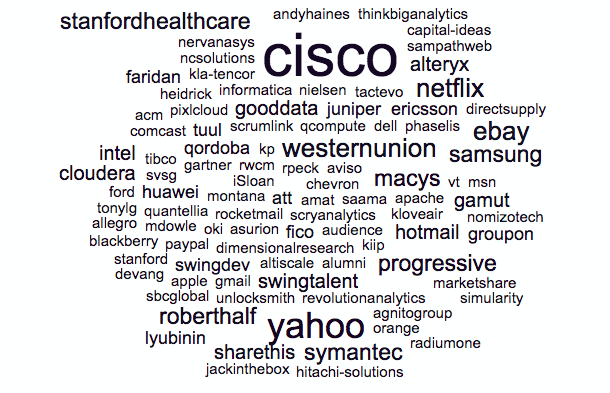 andyhaines thinkbiganalytics
stanfordhealthcare capital-ideas
nervanasys cisco sampathweb
ncsolutions alteryx
faridan kla-tencor netflix
heidrick informatica nielsen tactevo
acm pixlcloud gooddata juniper ericsson directsupply
comcast tuul scrumlink qcompute dell phaselis ebay
intel qordoba kp westernunion samsung
tibco gartner rwcm rpeck aviso
cloudera svsg iSloan chevron macys vt msn
ford huawei montana att amat saama apache gamut
tonylg quantellia rocketmail scryanalytics kloveair nomizotech
allegro mdowle oki asurion fico audience hotmail groupon
blackberry paypal dimensionalresearch kiip
stanford swingdev altiscale alumni progressive
devang apple gmail swingtalent marketshare
sbcglobal unlocksmith revolutionanalytics simularity
roberthalf yahoo agnitogroup
lyubinin orange
sharethis symantec radiumone
jackinthebox hitachi-solutions